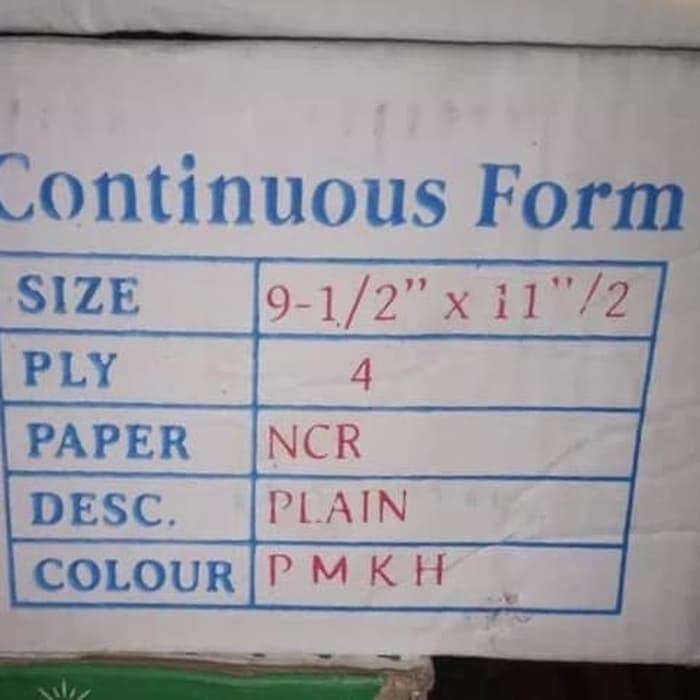 Continuous Form
SIZE 9-1/2" x 11"/2
PLY 4
PAPER NCR
DESC. PLAIN
COLOUR P M K H